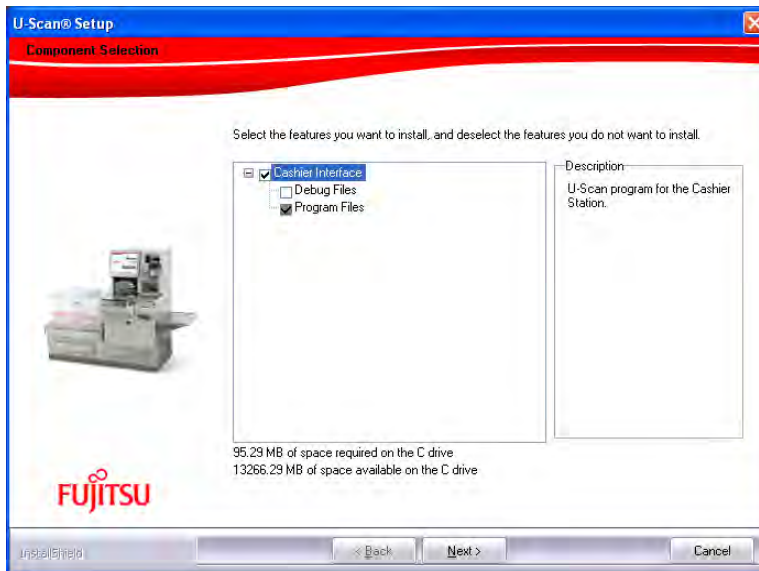 U-Scan® Setup
Component Selection
Select the features you want to install, and deselect the features you do not want to install.
Cashier Interface
Debug Files
Program Files
Description
U-Scan program for the Cashier
Station.
95.29 MB of space required on the C drive
13266.29 MB of space available on the C drive
FUJITSU
InstallShield
< Back
Next >
Cancel